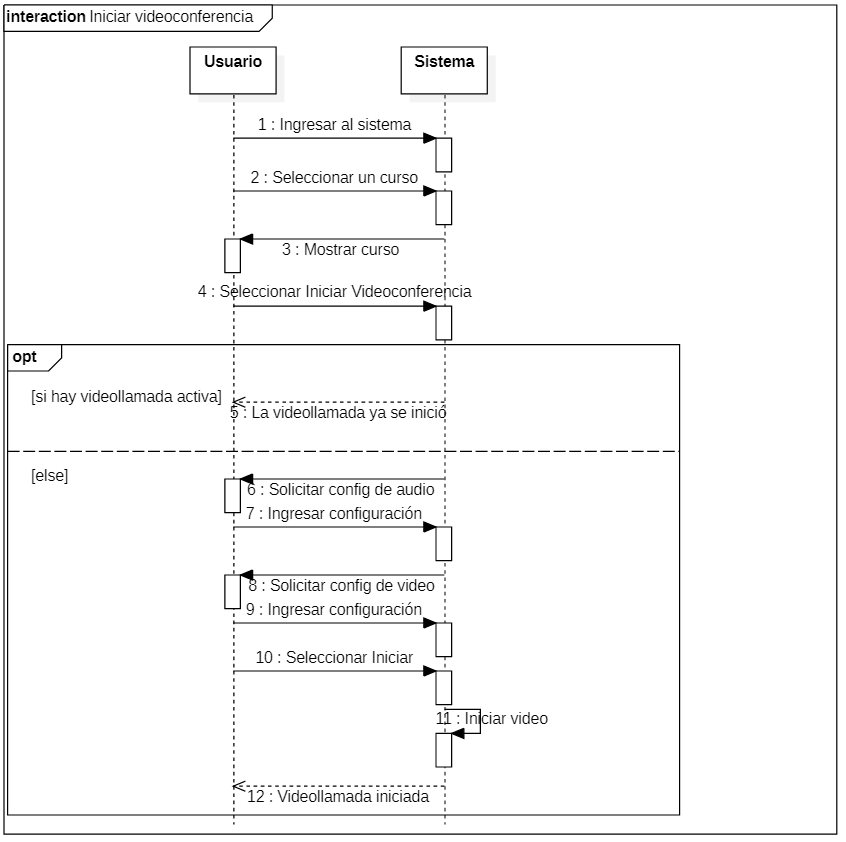 interaction Iniciar videoconferencia
Usuario
Sistema
1 : Ingresar al sistema
2 : Seleccionar un curso
3 : Mostrar curso
4 : Seleccionar Iniciar Videoconferencia
opt
[si hay videollamada activa]
5 : La videollamada ya se inició
[else]
6 : Solicitar config de audio
7 : Ingresar configuración
8 : Solicitar config de video
9 : Ingresar configuración
10 : Seleccionar Iniciar
11 : Iniciar video
12 : Videollamada iniciada